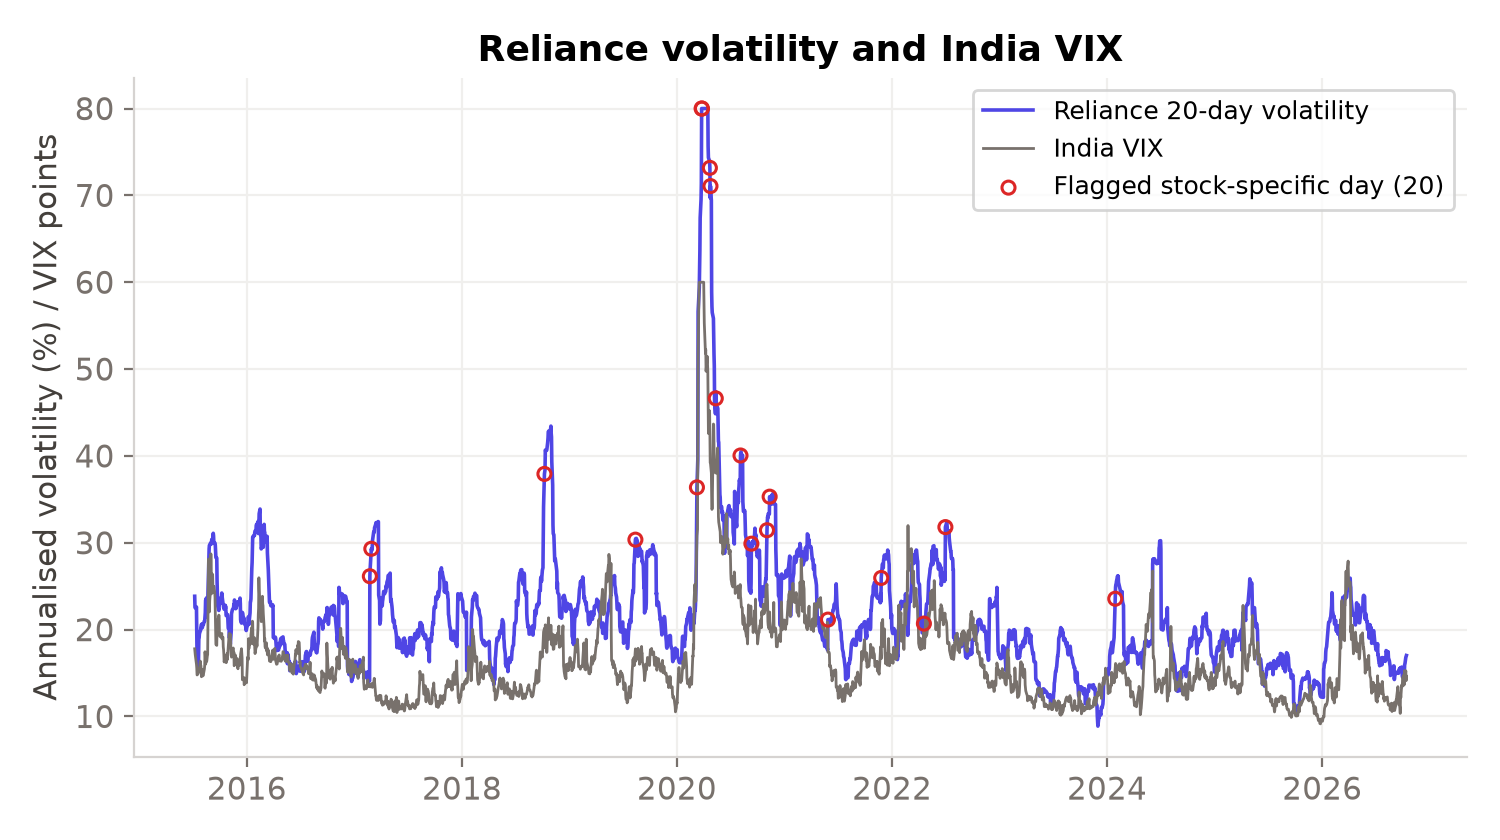 Reliance volatility and India VIX
Reliance 20-day volatility
India VIX
Flagged stock-specific day (20)
Annualised volatility (%) / VIX points
80
70
60
50
40
30
20
10
2016 2018 2020 2022 2024 2026